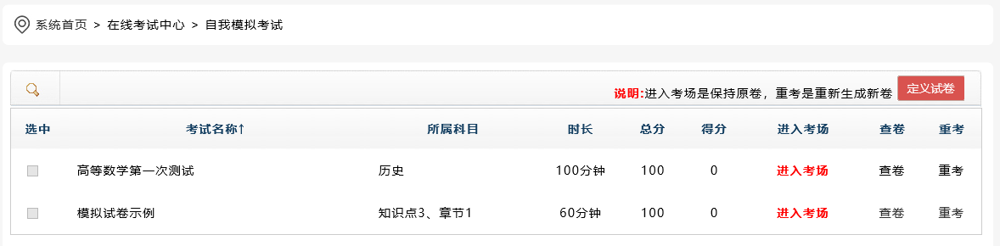 系统首页 > 在线考试中心 > 自我模拟考试
说明:进入考场是保持原卷，重考是重新生成新卷 定义试卷
选中 考试名称↑ 所属科目 时长 总分 得分 进入考场 查卷 重考
高等数学第一次测试 历史 100分钟 100 0 进入考场 查卷 重考
模拟试卷示例 知识点3、章节1 60分钟 100 0 进入考场 查卷 重考